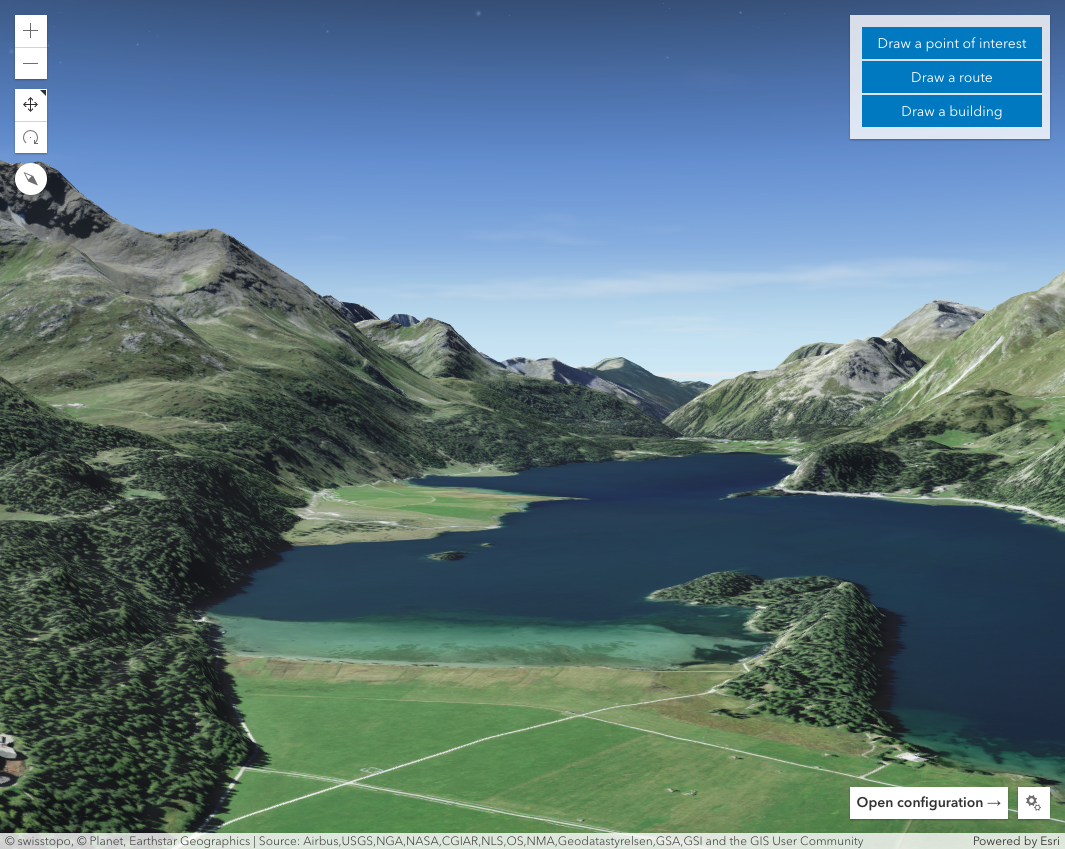 Draw a point of interest
Draw a route
Draw a building
Open configuration →
© swisstopo, © Planet, Earthstar Geographics | Source: Airbus,USGS,NGA,NASA,CGIAR,NLS,OS,NMA,Geodatastyrelsen,GSA,GSI and the GIS User Community
Powered by Esri